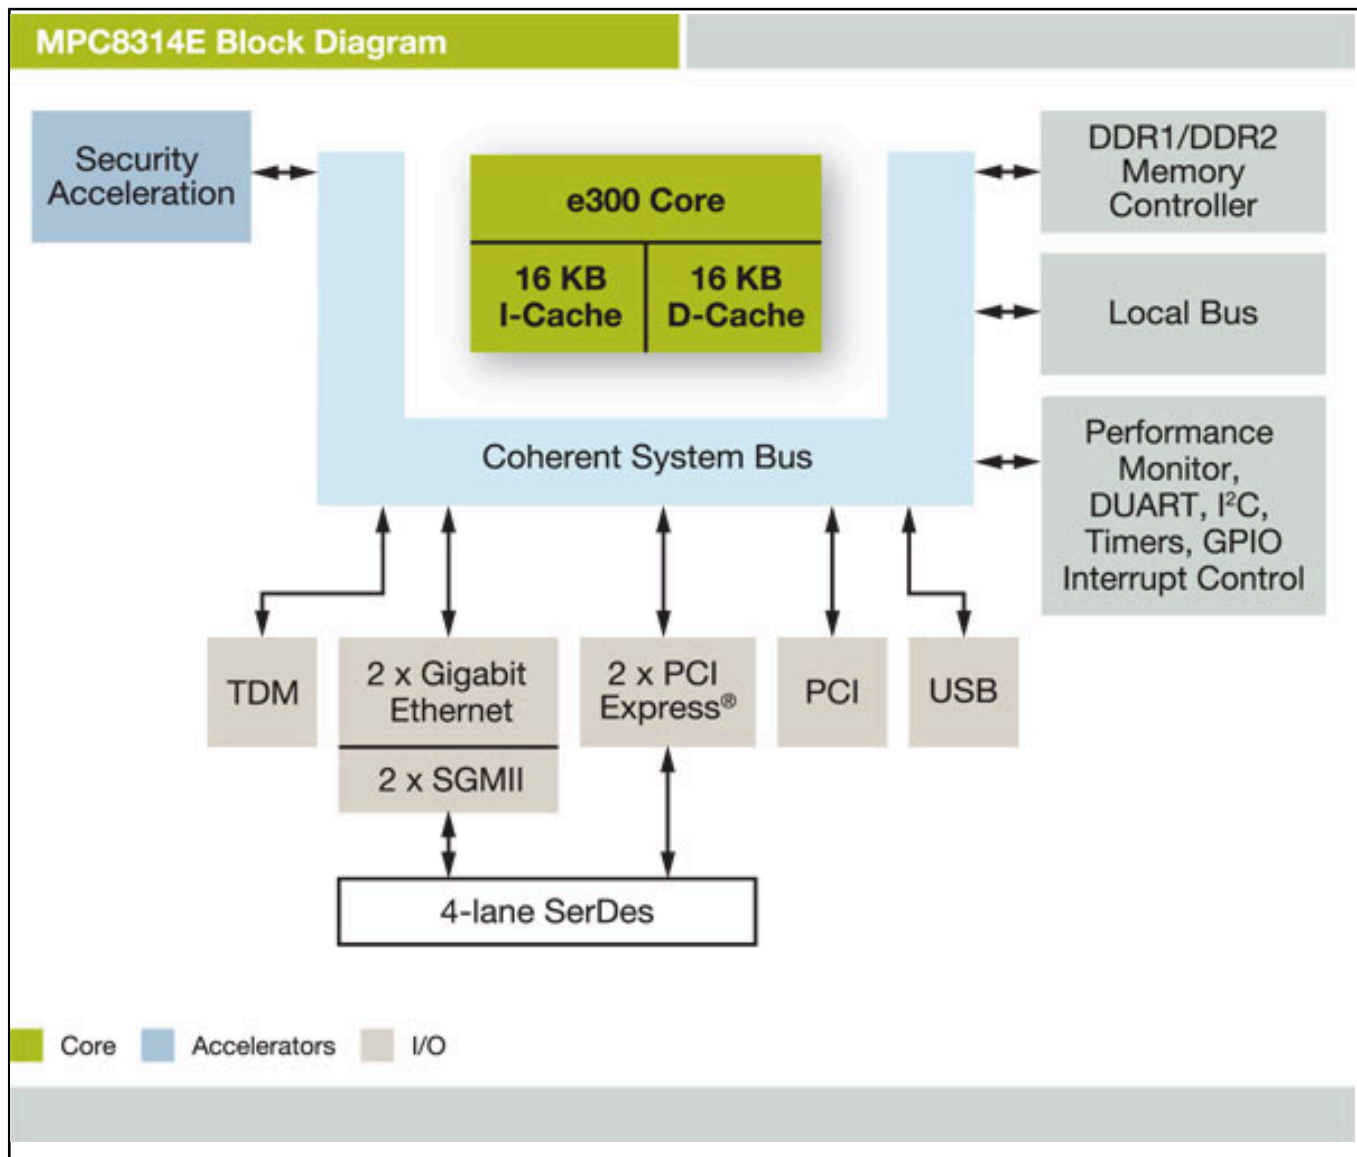 MPC8314E Block Diagram
Security
Acceleration
e300 Core
16 KB
I-Cache
16 KB
D-Cache
DDR1/DDR2
Memory
Controller
Local Bus
Coherent System Bus
Performance
Monitor,
DUART, I²C,
Timers, GPIO
Interrupt Control
TDM
2 x Gigabit
Ethernet
2 x SGMII
2 x PCI
Express®
PCI
USB
4-lane SerDes
Core
Accelerators
I/O